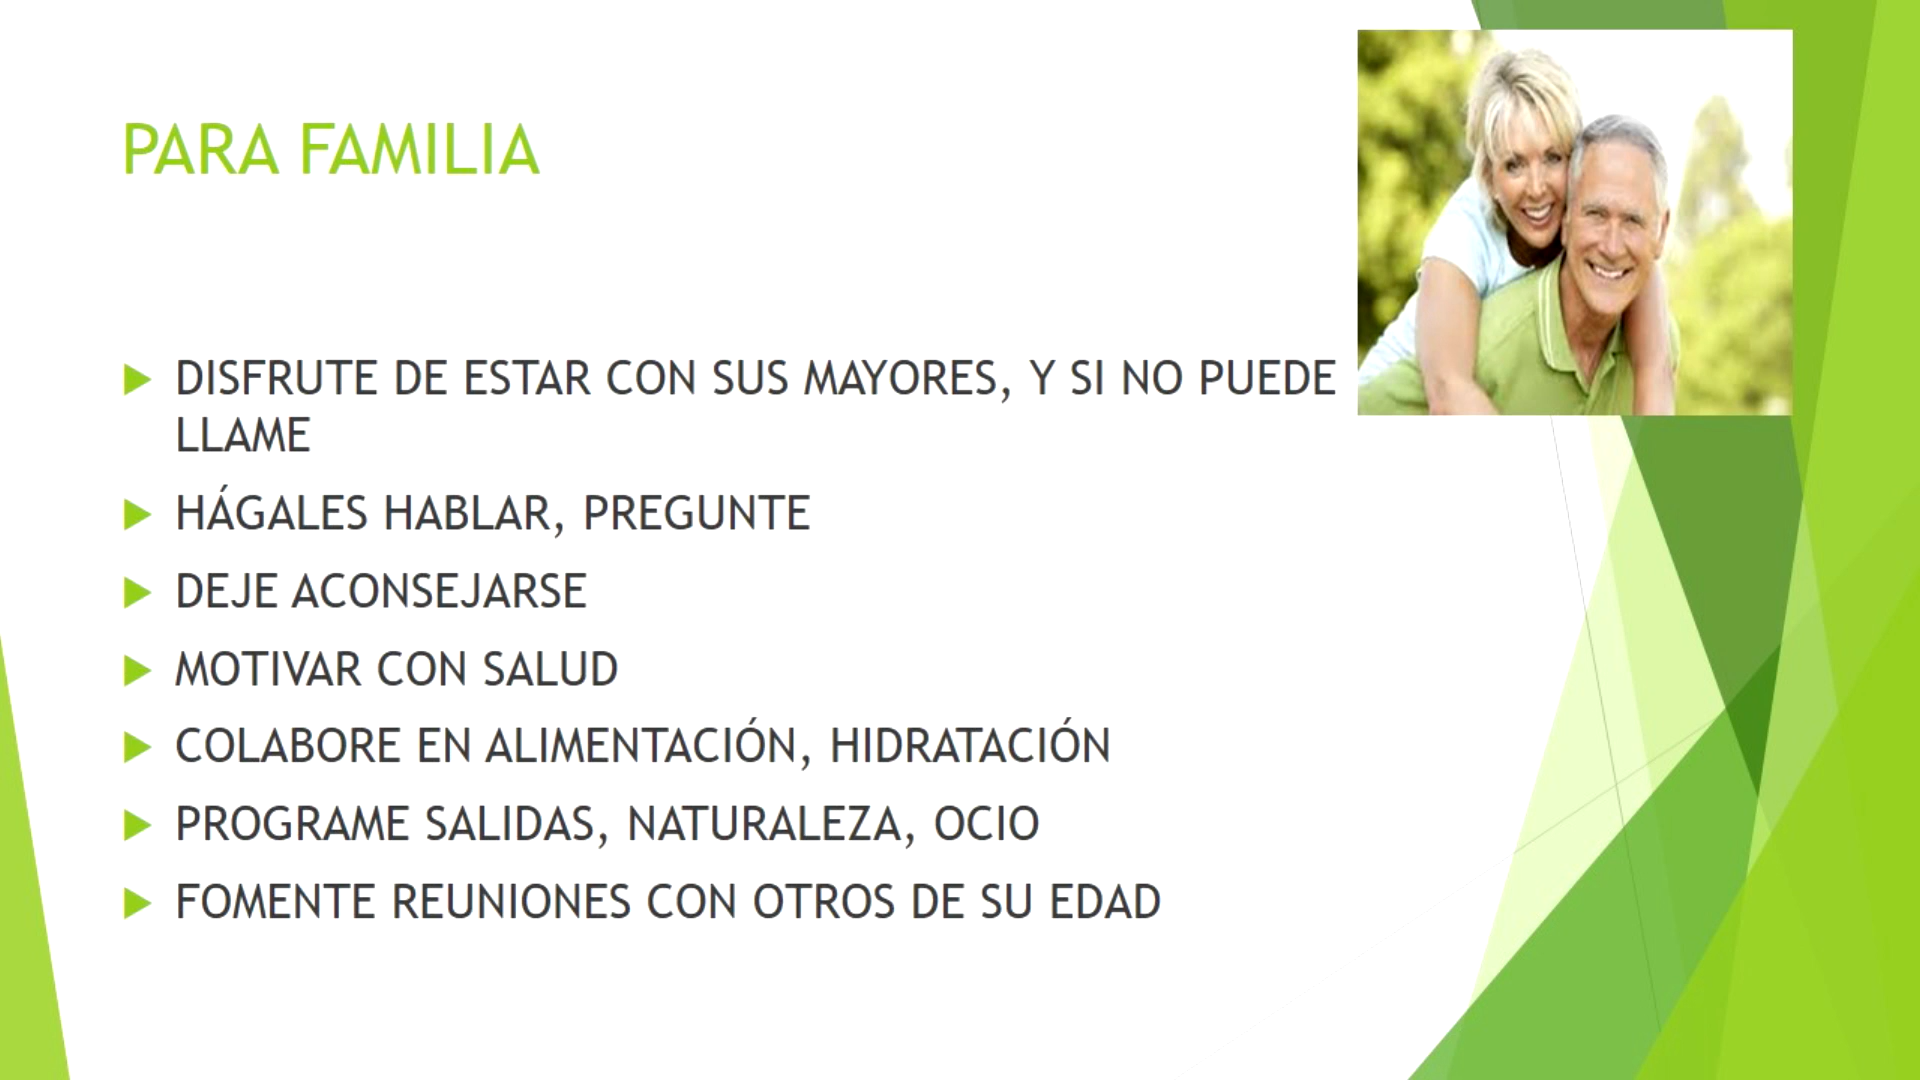 PARA FAMILIA
DISFRUTE DE ESTAR CON SUS MAYORES, Y SI NO PUEDE
LLAME
HÁGALES HABLAR, PREGUNTE
DEJE ACONSEJARSE
MOTIVAR CON SALUD
COLABORE EN ALIMENTACIÓN, HIDRATACIÓN
PROGRAME SALIDAS, NATURALEZA, OCIO
FOMENTE REUNIONES CON OTROS DE SU EDAD